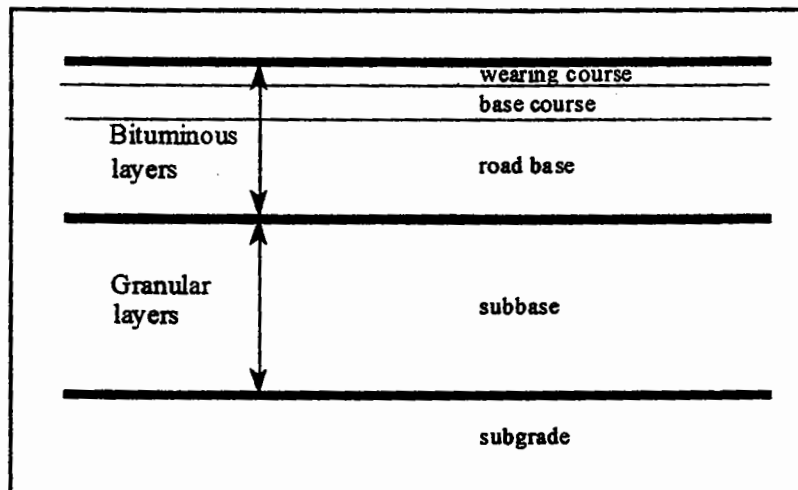 wearing course
base course
Bituminous
layers
road base
Granular
layers
subbase
subgrade